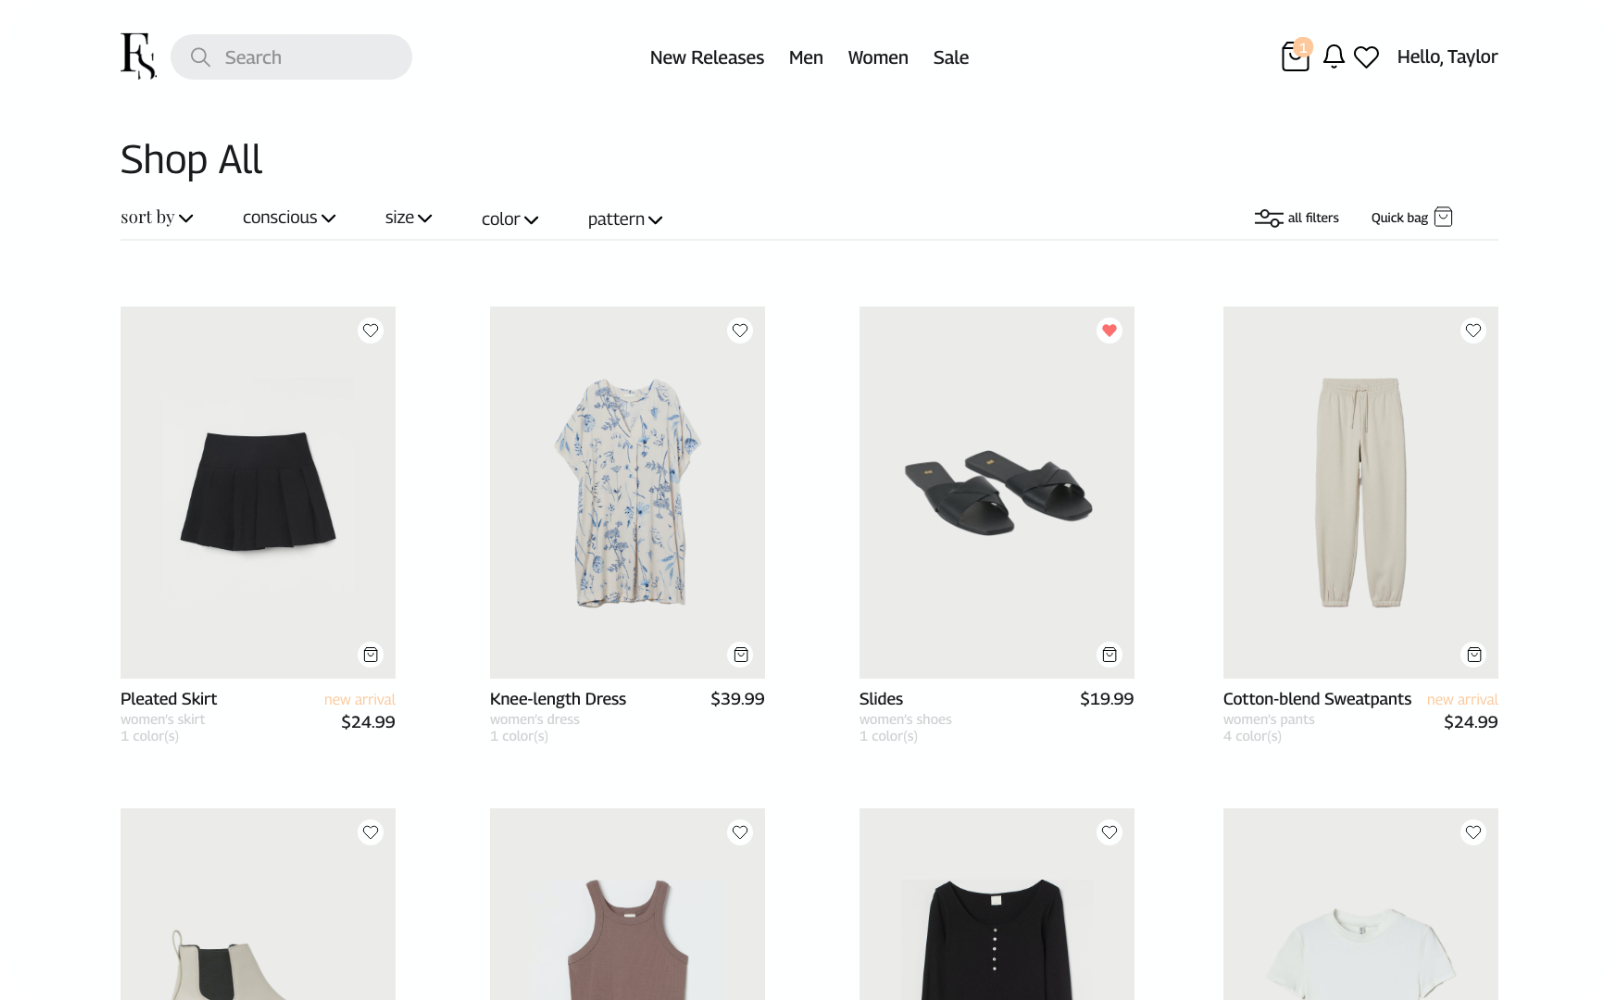 FS.
Search
New Releases
Men
Women
Sale
1
Hello, Taylor
Shop All
sort by
conscious
size
color
pattern
all filters
Quick bag
Pleated Skirt
new arrival
women's skirt
$24.99
1 color(s)
Knee-length Dress
$39.99
women's dress
1 color(s)
Slides
$19.99
women's shoes
1 color(s)
Cotton-blend Sweatpants
new arrival
women's pants
$24.99
4 color(s)